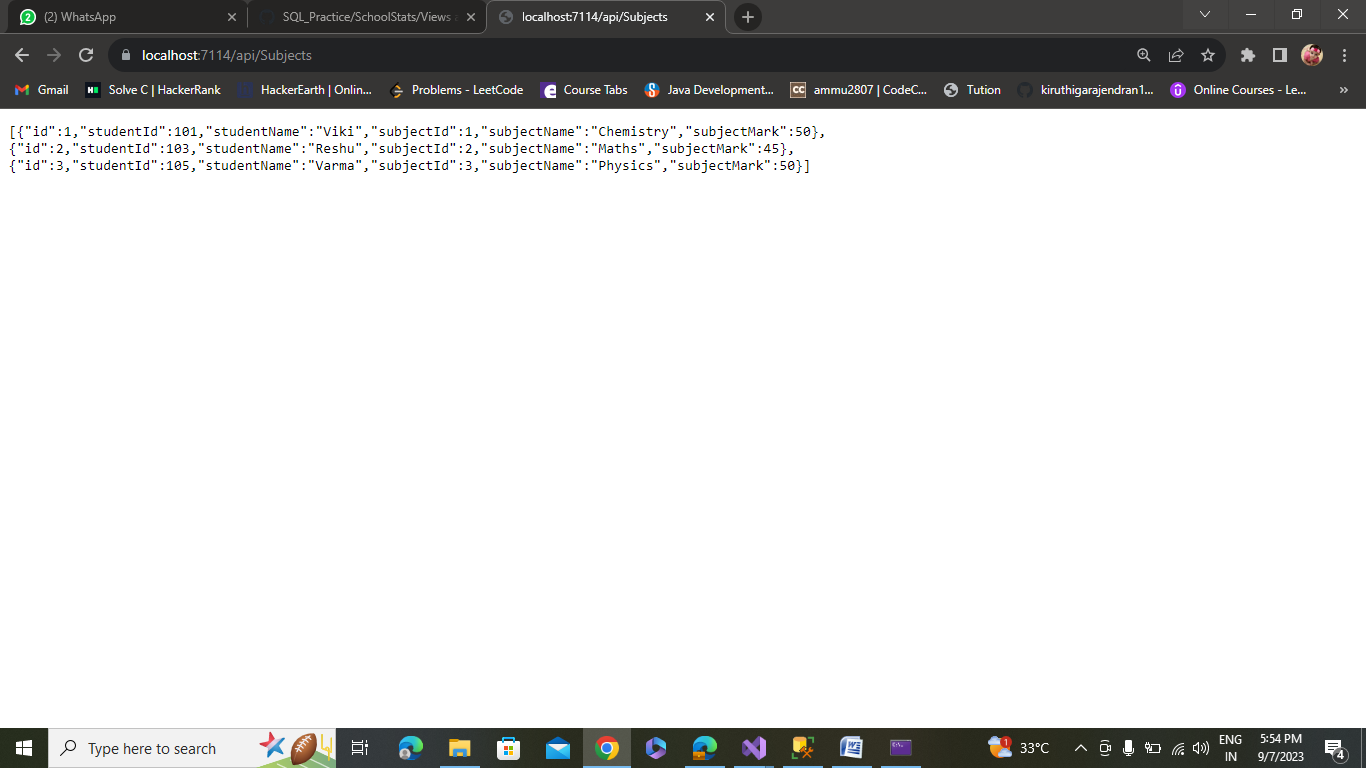 2 (2) WhatsApp SQL_Practice/SchoolStats/Views a localhost:7114/api/Subjects
localhost:7114/api/Subjects
Gmail H Solve C | HackerRank HackerEarth | Onlin... Problems - LeetCode e Course Tabs Java Development... CC ammu2807 | CodeC... Tution kiruthigarajendran1... Online Courses - Le... »
[{"id":1,"studentId":101,"studentName":"Viki","subjectId":1,"subjectName":"Chemistry","subjectMark":50},
{"id":2,"studentId":103,"studentName":"Reshu","subjectId":2,"subjectName":"Maths","subjectMark":45},
{"id":3,"studentId":105,"studentName":"Varma","subjectId":3,"subjectName":"Physics","subjectMark":50}]
Type here to search 1 33°C ENG 5:54 PM
IN 9/7/2023 4